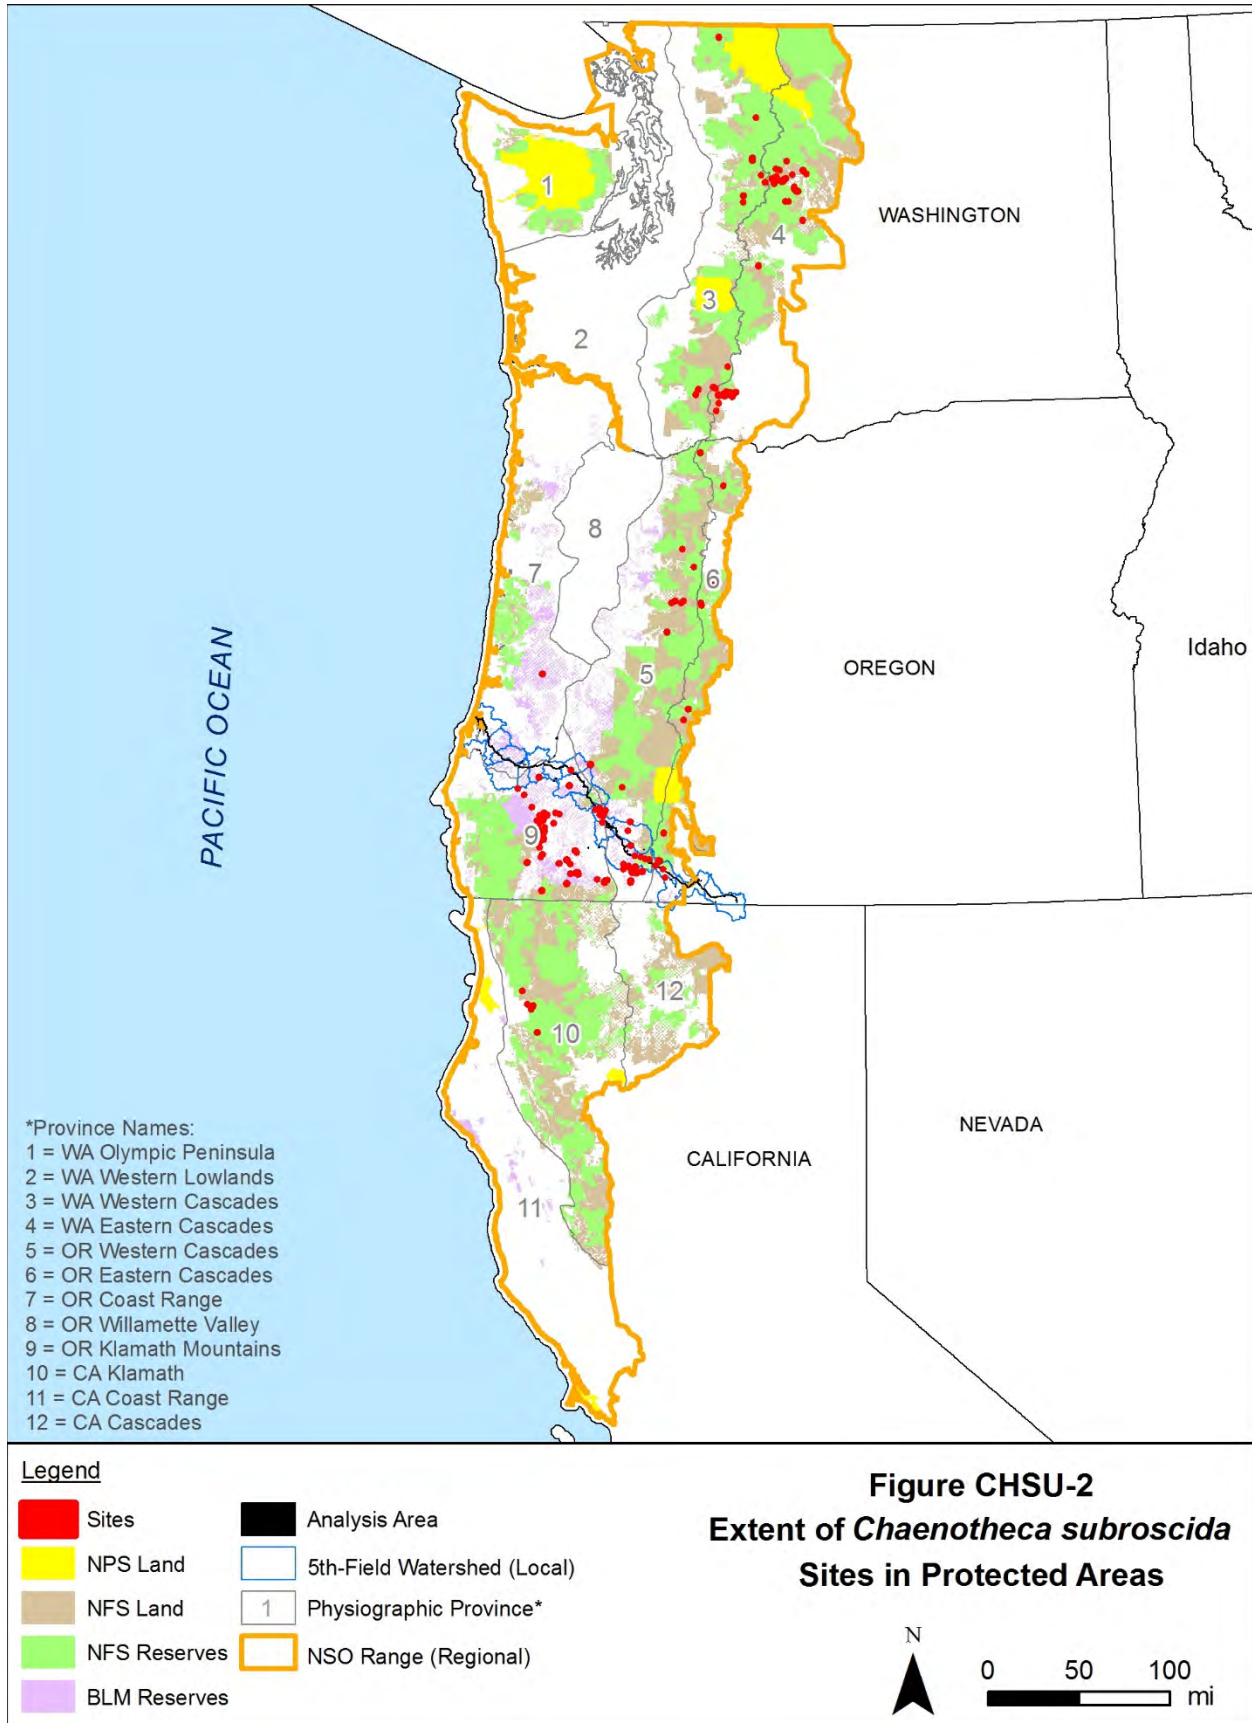 WASHINGTON
1
4
3
2
8
7
6
5
Idaho
OREGON
PACIFIC OCEAN
9
12
10
NEVADA
CALIFORNIA
11
*Province Names:
1 = WA Olympic Peninsula
2 = WA Western Lowlands
3 = WA Western Cascades
4 = WA Eastern Cascades
5 = OR Western Cascades
6 = OR Eastern Cascades
7 = OR Coast Range
8 = OR Willamette Valley
9 = OR Klamath Mountains
10 = CA Klamath
11 = CA Coast Range
12 = CA Cascades
Legend
Sites
NPS Land
NFS Land
NFS Reserves
BLM Reserves
Analysis Area
5th-Field Watershed (Local)
1 Physiographic Province*
NSO Range (Regional)
Figure CHSU-2
Extent of Chaenotheca subroscida
Sites in Protected Areas
N
0 50 100
mi